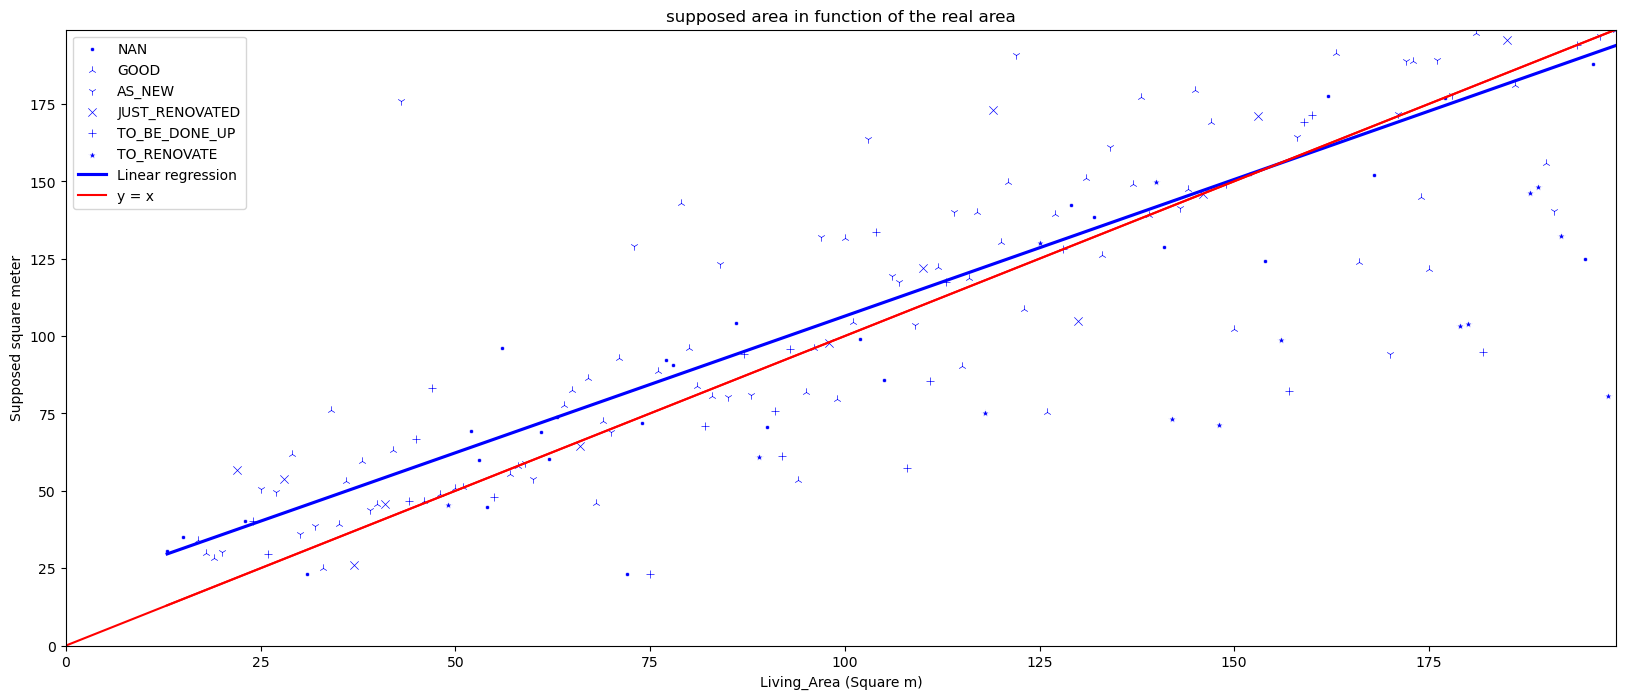 supposed area in function of the real area
NAN
GOOD
AS_NEW
JUST_RENOVATED
TO_BE_DONE_UP
TO_RENOVATE
Linear regression
y = x
175
150
125
100
75
50
25
0
Supposed square meter
0 25 50 75 100 125 150 175
Living_Area (Square m)